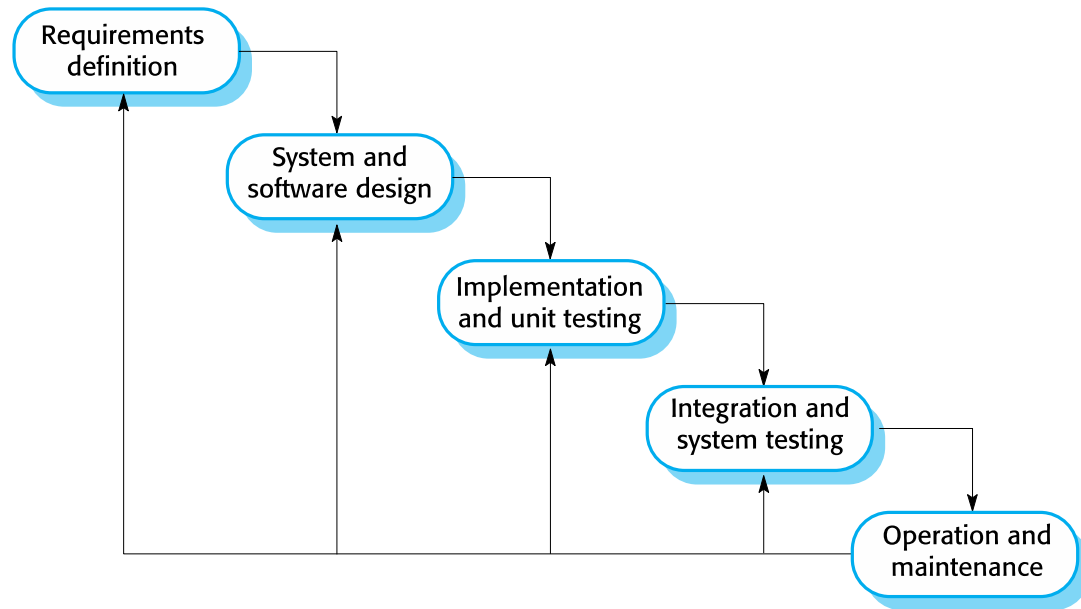 Requirements
definition
System and
software design
Implementation
and unit testing
Integration and
system testing
Operation and
maintenance